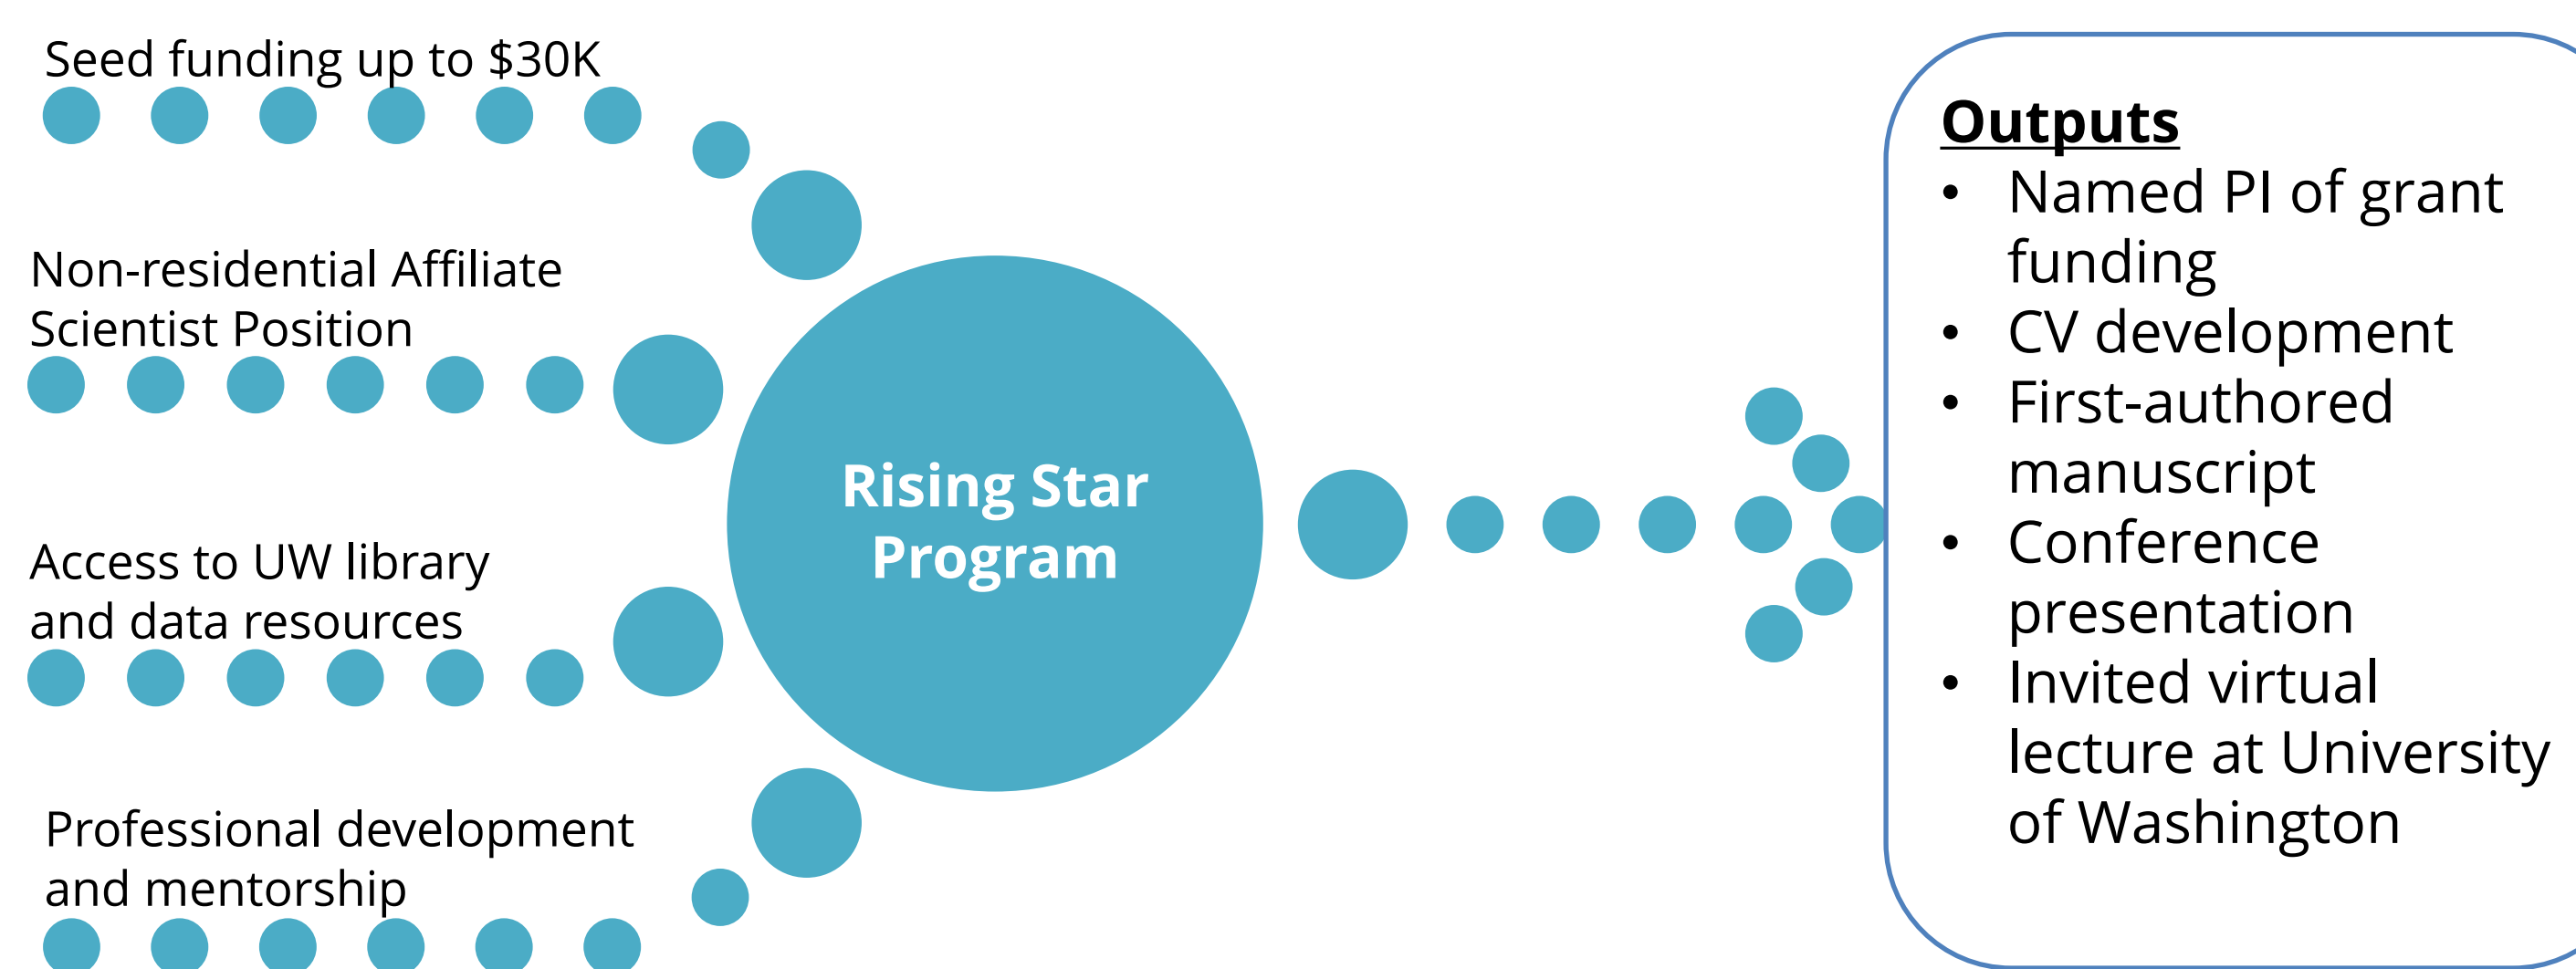 Seed funding up to $30K
Non-residential Affiliate
Scientist Position
Access to UW library
and data resources
Professional development
and mentorship
Rising Star
Program
Outputs
• Named PI of grant
funding
• CV development
• First-authored
manuscript
• Conference
presentation
• Invited virtual
lecture at University
of Washington